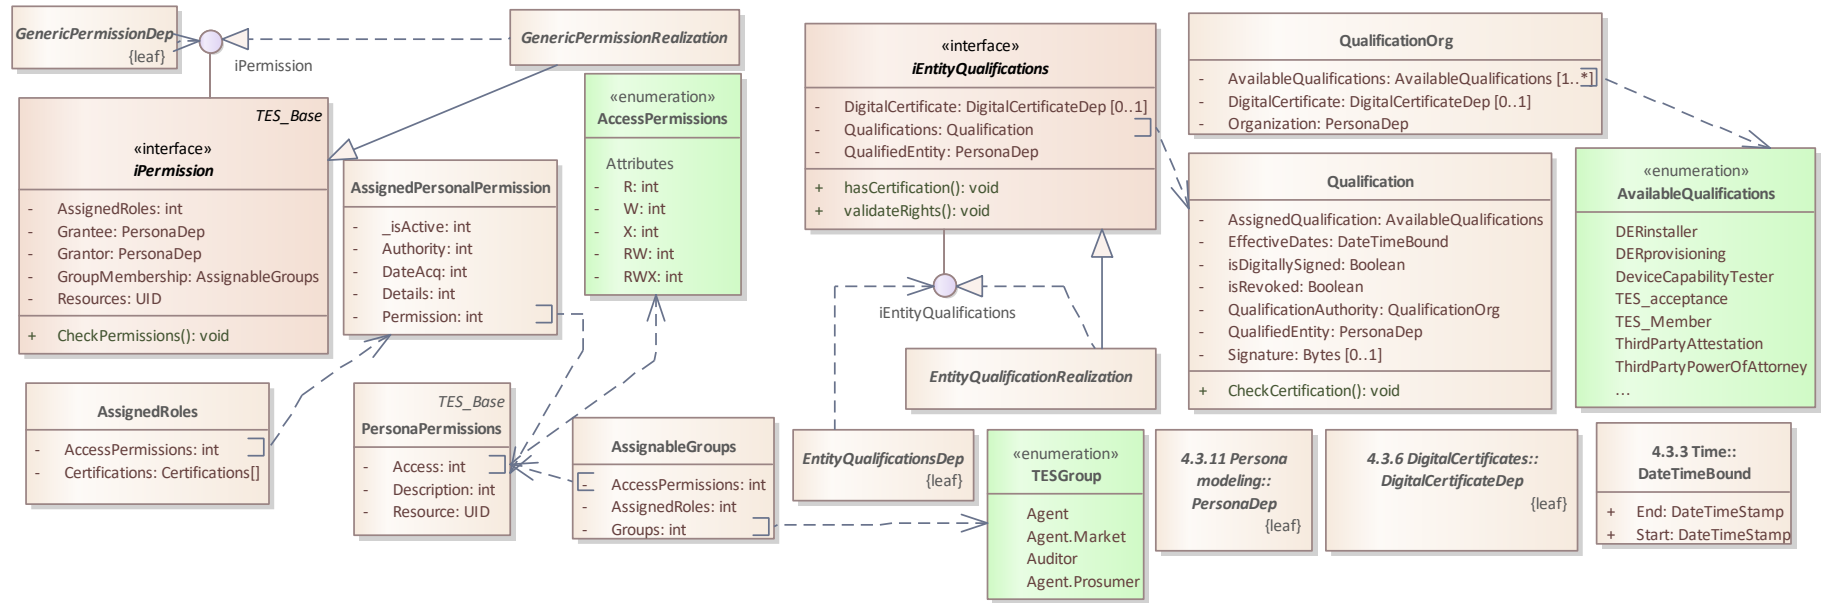 GenericPermissionDep
{leaf}
iPermission
GenericPermissionRealization
TES_Base
«interface»
iPermission
- AssignedRoles: int
- Grantee: PersonaDep
- Grantor: PersonaDep
- GroupMembership: AssignableGroups
- Resources: UID
+ CheckPermissions(): void
AssignedPersonalPermission
- _isActive: int
- Authority: int
- DateAcq: int
- Details: int
- Permission: int
«enumeration»
AccessPermissions
Attributes
- R: int
- W: int
- X: int
- RW: int
- RWX: int
AssignedRoles
- AccessPermissions: int
- Certifications: Certifications[]
TES_Base
PersonaPermissions
- Access: int
- Description: int
- Resource: UID
AssignableGroups
- AccessPermissions: int
- AssignedRoles: int
- Groups: int
«interface»
iEntityQualifications
- DigitalCertificate: DigitalCertificateDep [0..1]
- Qualifications: Qualification
- QualifiedEntity: PersonaDep
+ hasCertification(): void
+ validateRights(): void
iEntityQualifications
EntityQualificationRealization
EntityQualificationsDep
{leaf}
«enumeration»
TESGroup
Agent
Agent.Market
Auditor
Agent.Prosumer
QualificationOrg
- AvailableQualifications: AvailableQualifications [1..*]
- DigitalCertificate: DigitalCertificateDep [0..1]
- Organization: PersonaDep
Qualification
- AssignedQualification: AvailableQualifications
- EffectiveDates: DateTimeBound
- isDigitallySigned: Boolean
- isRevoked: Boolean
- QualificationAuthority: QualificationOrg
- QualifiedEntity: PersonaDep
- Signature: Bytes [0..1]
+ CheckCertification(): void
«enumeration»
AvailableQualifications
DERinstaller
DERprovisioning
DeviceCapabilityTester
TES_acceptance
TES_Member
ThirdPartyAttestation
ThirdPartyPowerOfAttorney
...
4.3.11 Persona
modeling::
PersonaDep
{leaf}
4.3.6 DigitalCertificates::
DigitalCertificateDep
{leaf}
4.3.3 Time::
DateTimeBound
+ End: DateTimeStamp
+ Start: DateTimeStamp